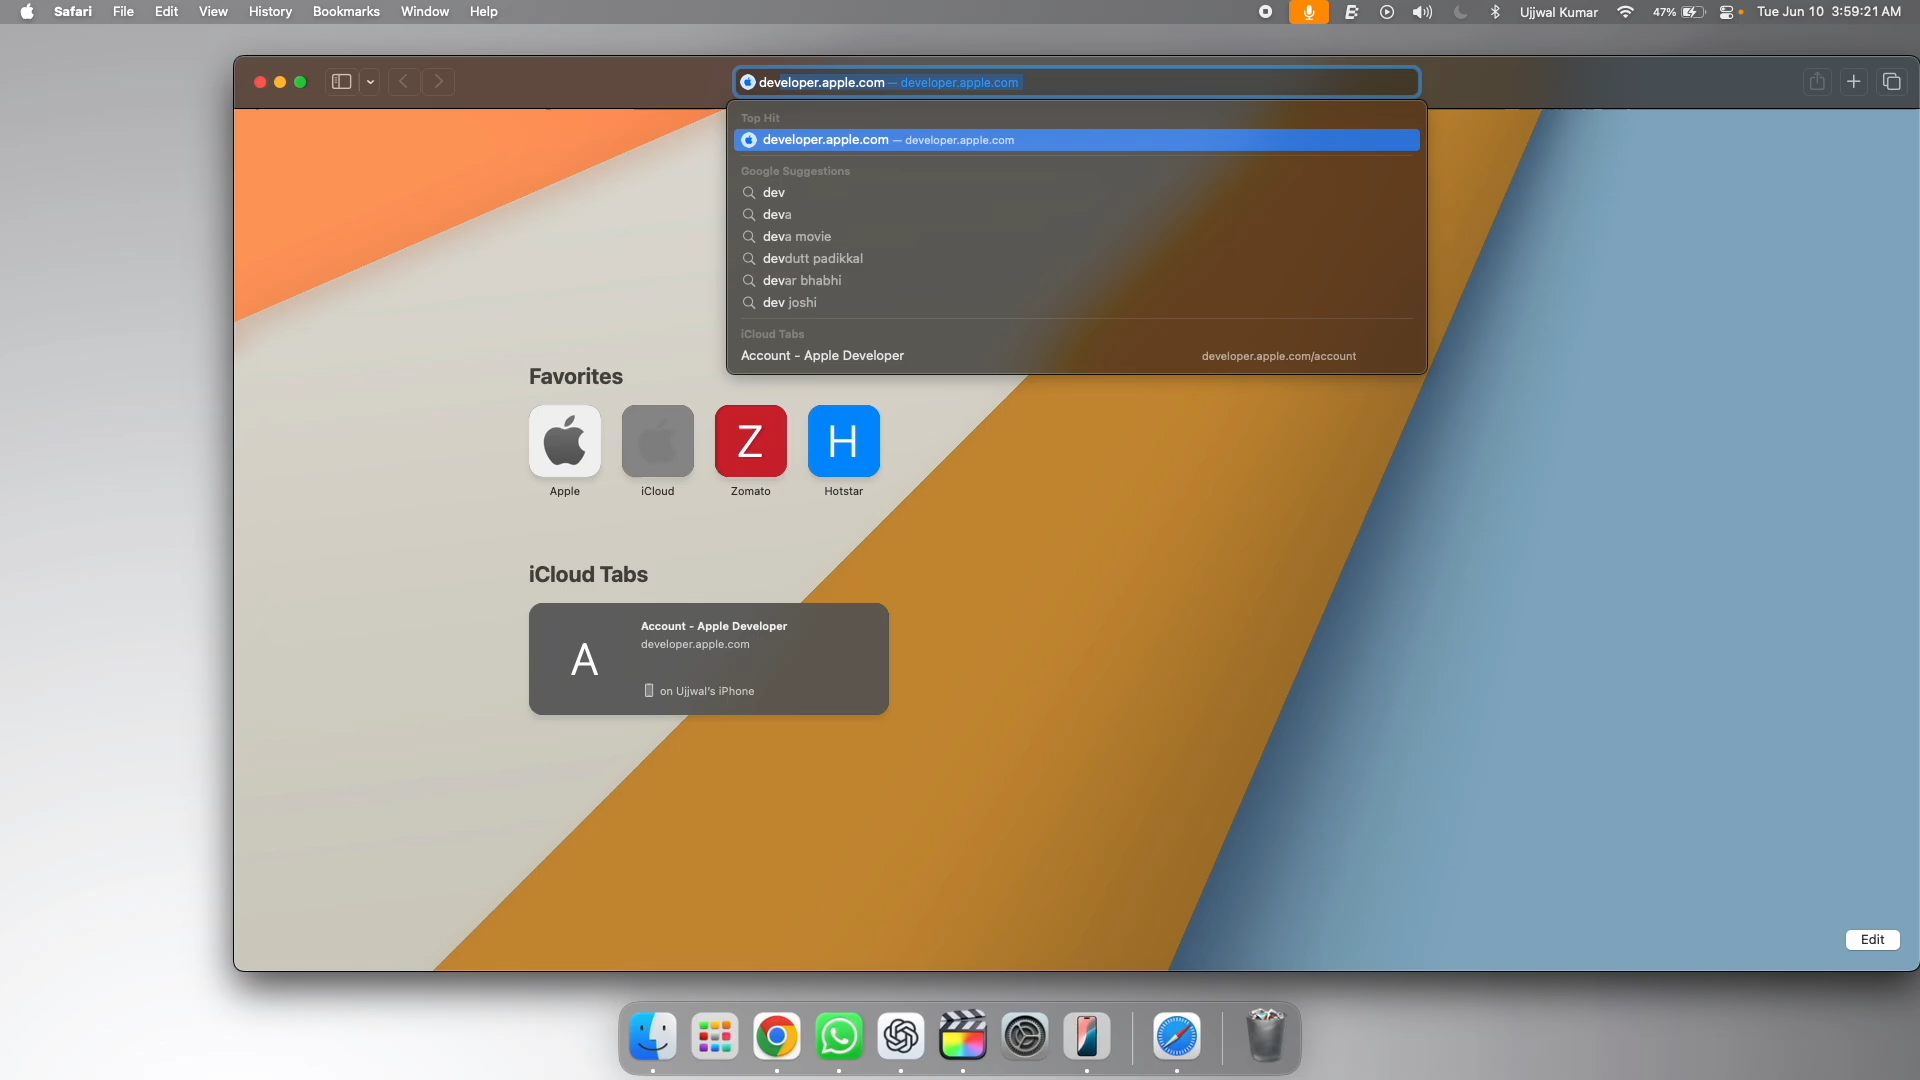 Safari File Edit View History Bookmarks Window Help Ujjwal Kumar 47% Tue Jun 10 3:59:21 AM
developer.apple.com — developer.apple.com
Top Hit
developer.apple.com — developer.apple.com
Google Suggestions
dev
deva
deva movie
devdutt padikkal
devar bhabhi
dev joshi
iCloud Tabs
Account - Apple Developer developer.apple.com/account
Favorites
Z H
Apple iCloud Zomato Hotstar
iCloud Tabs
Account - Apple Developer
developer.apple.com
A
on Ujjwal's iPhone
Edit